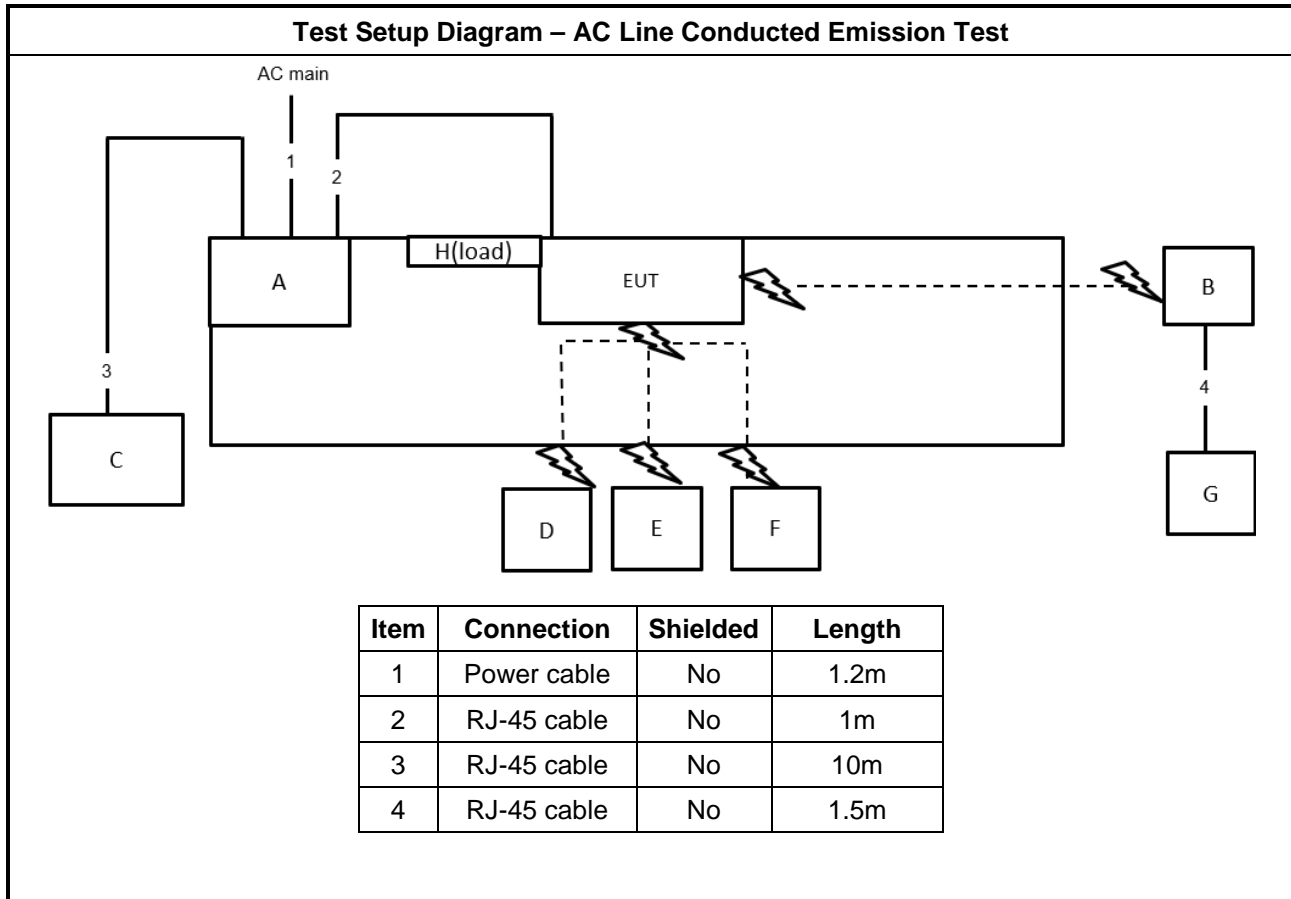 Test Setup Diagram – AC Line Conducted Emission Test
AC main
1
2
H(load)
A
EUT
B
3
4
C
G
D E F
Item Connection Shielded Length
1 Power cable No 1.2m
2 RJ-45 cable No 1m
3 RJ-45 cable No 10m
4 RJ-45 cable No 1.5m